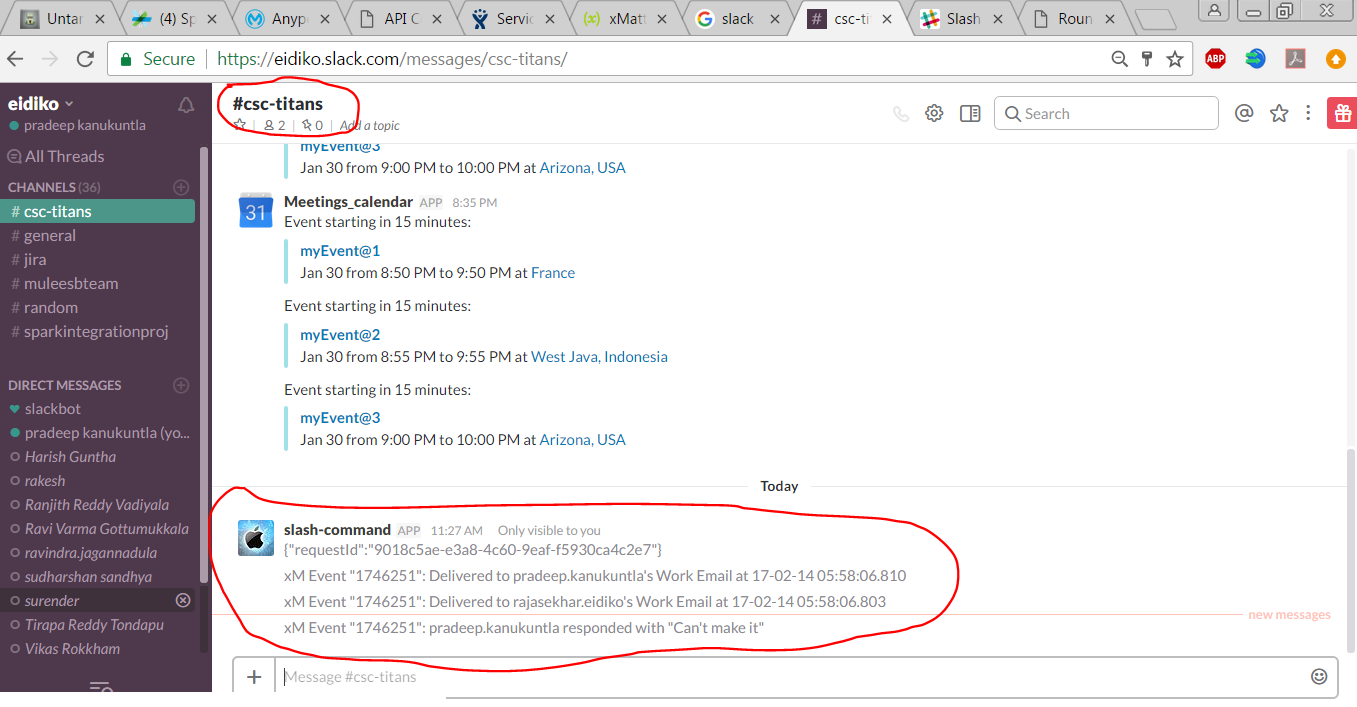 Untar
(4) Sp
Anypo
API C
Servic
xMatt
slack
csc-ti
Slash
Roun
Secure
https://eidiko.slack.com/messages/csc-titans/
ABP
eidiko
pradeep kanukuntla
All Threads
CHANNELS (36)
# csc-titans
# general
# jira
# muleesbteam
# random
# sparkintegrationproj
DIRECT MESSAGES
slackbot
pradeep kanukuntla (yo...
Harish Guntha
rakesh
Ranjith Reddy Vadiyala
Ravi Varma Gottumukkala
ravindra.jagannadula
sudharshan sandhya
surender
Tirapa Reddy Tondapu
Vikas Rokkham
#csc-titans
2 | 0 | Add a topic
Search
myEvent@3
Jan 30 from 9:00 PM to 10:00 PM at Arizona, USA
31
Meetings_calendar APP 8:35 PM
Event starting in 15 minutes:
myEvent@1
Jan 30 from 8:50 PM to 9:50 PM at France
Event starting in 15 minutes:
myEvent@2
Jan 30 from 8:55 PM to 9:55 PM at West Java, Indonesia
Event starting in 15 minutes:
myEvent@3
Jan 30 from 9:00 PM to 10:00 PM at Arizona, USA
Today
slash-command APP 11:27 AM Only visible to you
{"requestId":"9018c5ae-e3a8-4c60-9eaf-f5930ca4c2e7"}
xM Event "1746251": Delivered to pradeep.kanukuntla's Work Email at 17-02-14 05:58:06.810
xM Event "1746251": Delivered to rajasekhar.eidiko's Work Email at 17-02-14 05:58:06.803
new messages
xM Event "1746251": pradeep.kanukuntla responded with "Can't make it"
Message #csc-titans